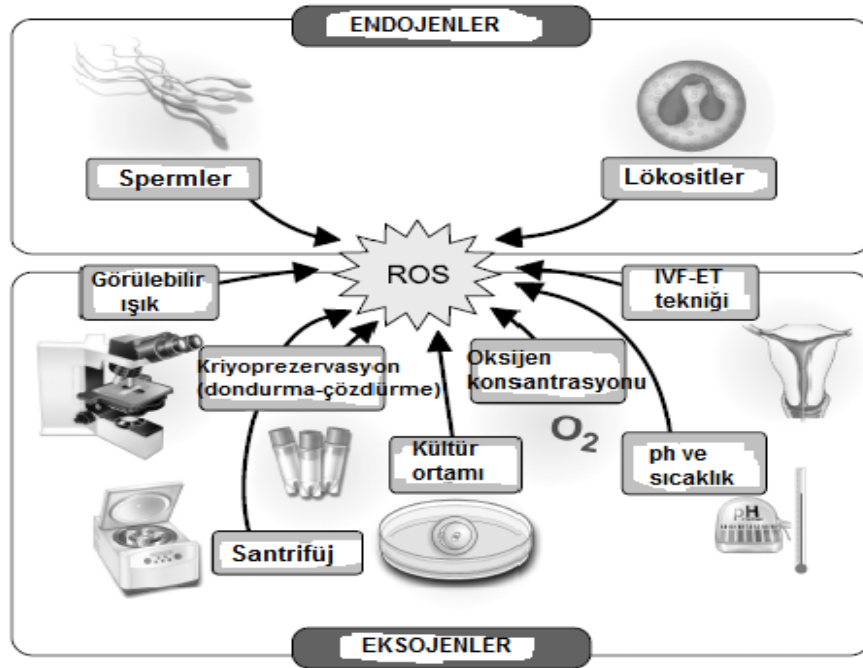 ENDOJENLER
Spermler
Lökositler
ROS
Görülebilir
ışık
IVF-ET
tekniği
Kriyoprezervasyon
(dondurma-çözdürme)
Oksijen
konsantrasyonu
O2
Kültür
ortamı
ph ve
sıcaklık
pH
Santrifüj
EKSOJENLER